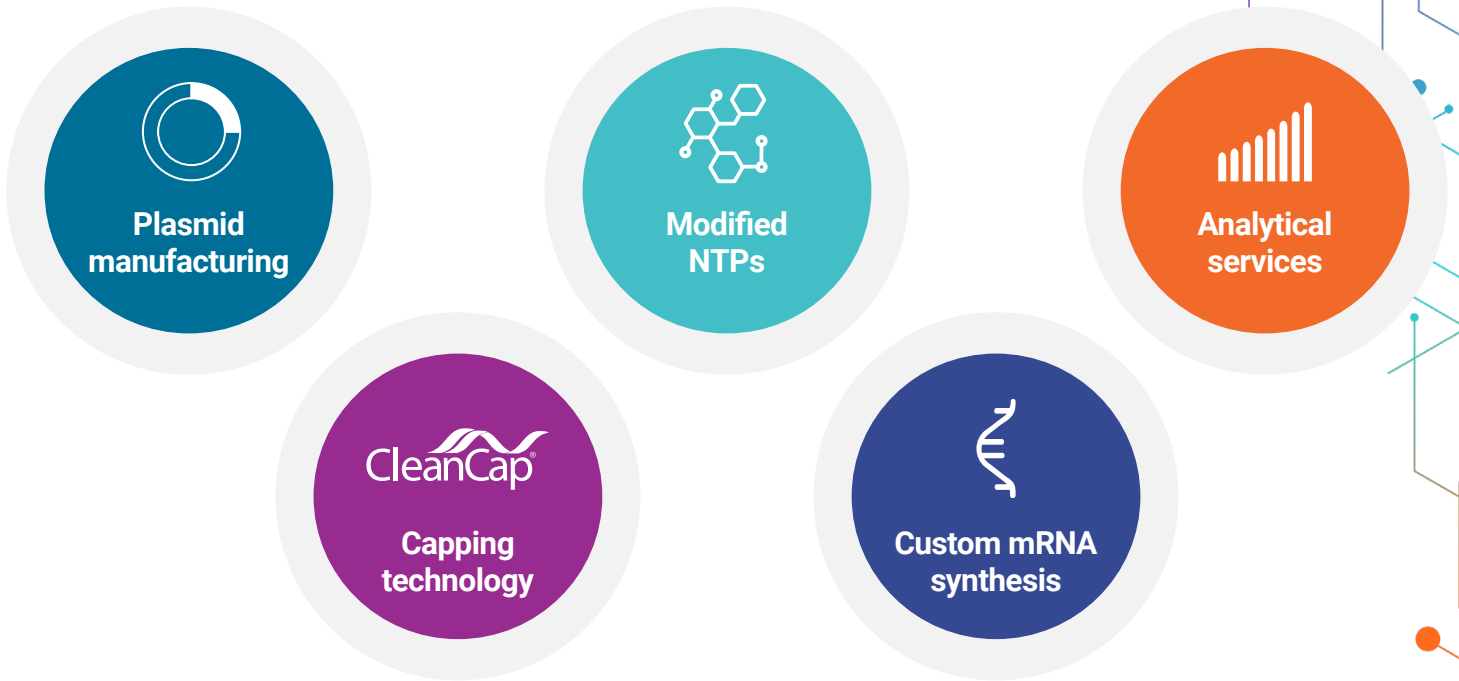 Plasmid
manufacturing
Modified
NTPs
Analytical
services
CleanCap®
Capping
technology
Custom mRNA
synthesis